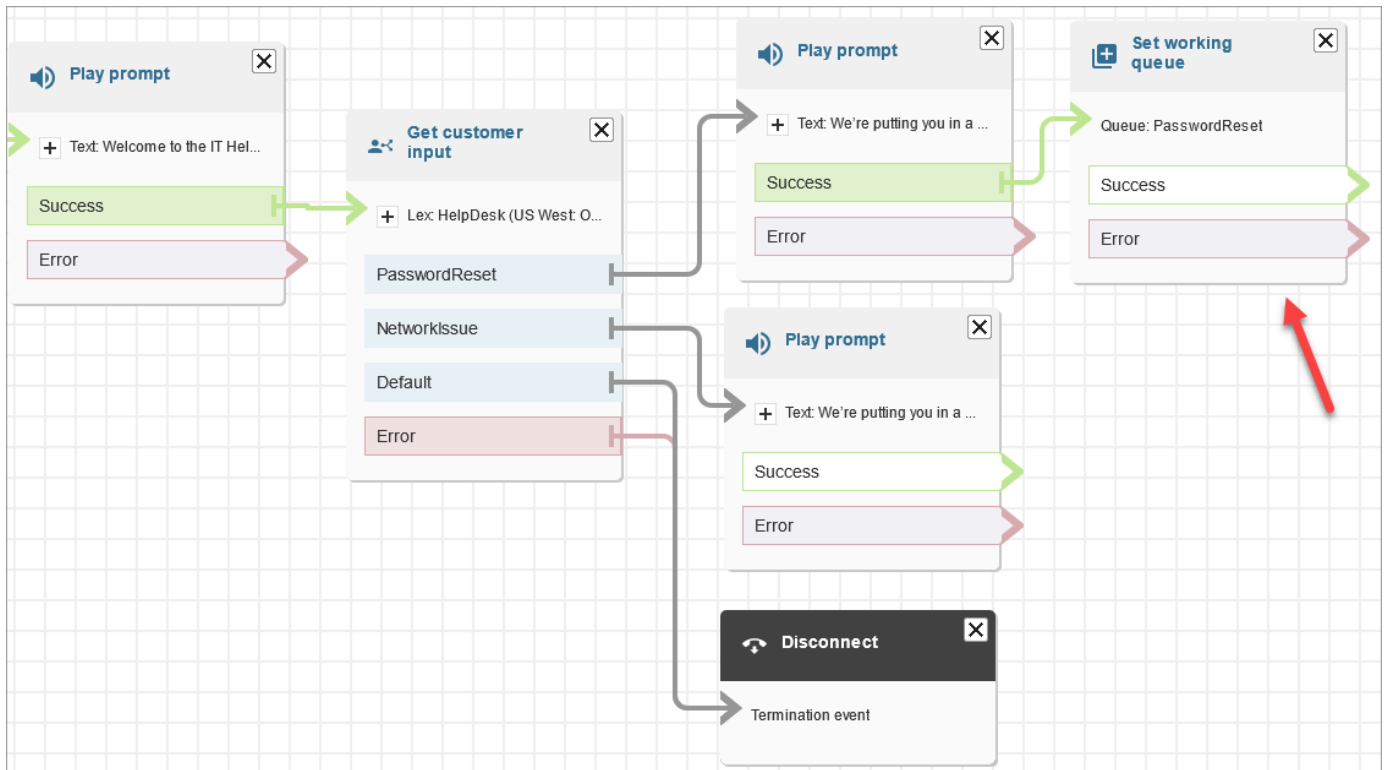 Play prompt
Text: Welcome to the IT Hel...
Success
Error
Get customer
input
Lex: HelpDesk (US West: O...
PasswordReset
NetworkIssue
Default
Error
Play prompt
Text: We're putting you in a ...
Success
Error
Set working
queue
Queue: PasswordReset
Success
Error
Play prompt
Text: We're putting you in a ...
Success
Error
Disconnect
Termination event